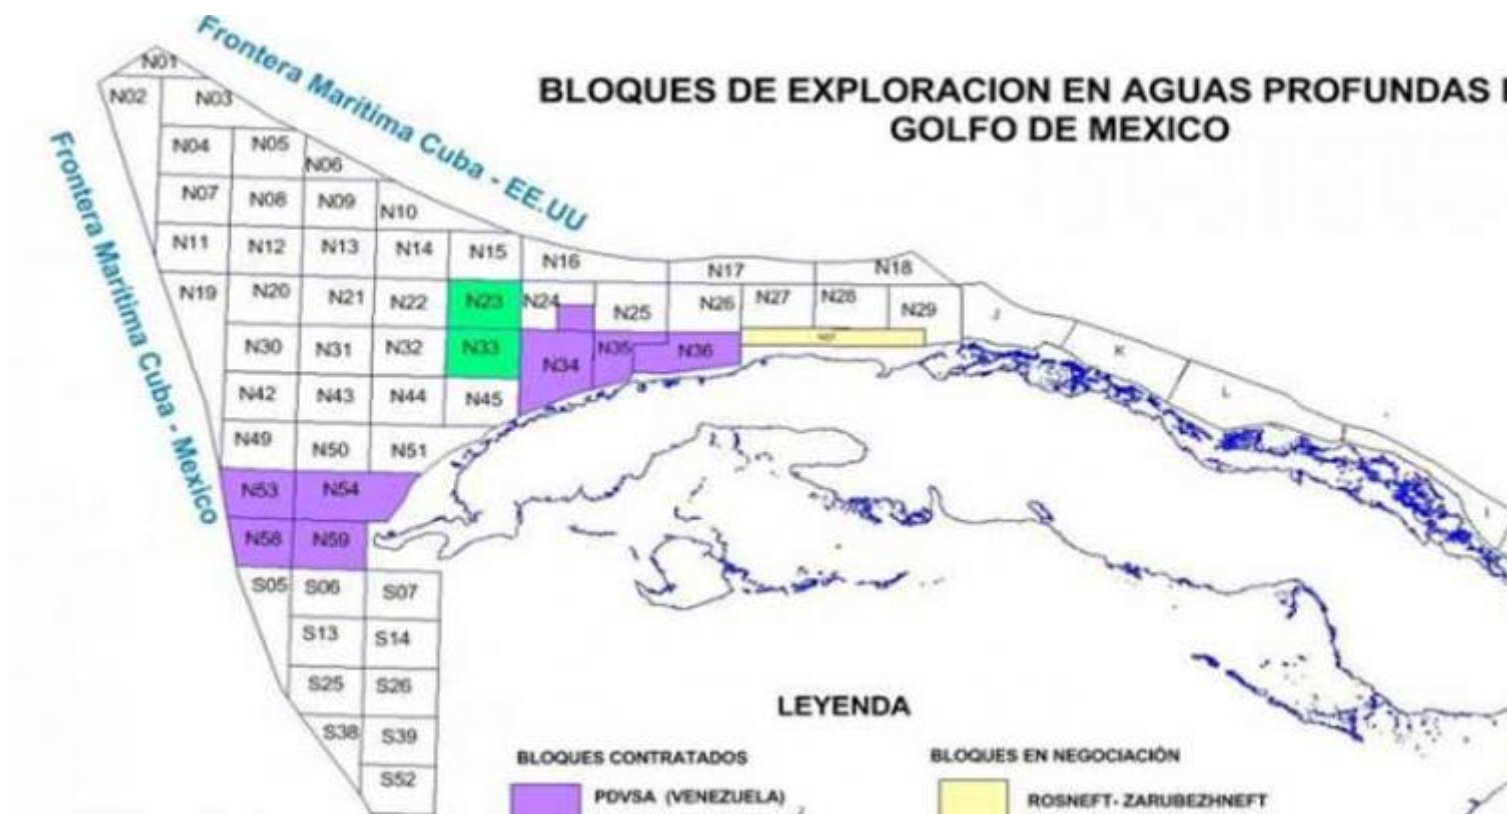 Frontera Marítima Cuba - EE.UU
Frontera Marítima Cuba - Mexico
BLOQUES DE EXPLORACION EN AGUAS PROFUNDAS
GOLFO DE MEXICO
N01
N02
N03
N04
N05
N06
N07
N08
N09
N10
N11
N12
N13
N14
N15
N16
N17
N18
N19
N20
N21
N22
N23
N24
N25
N26
N27
N28
N29
J
K
L
N30
N31
N32
N33
N34
N35
N36
N42
N43
N44
N45
N49
N50
N51
N53
N54
N58
N59
S05
S06
S07
S13
S14
S25
S26
S38
S39
S52
LEYENDA
BLOQUES CONTRATADOS
BLOQUES EN NEGOCIACIÓN
PDVSA (VENEZUELA)
ROSNEFT- ZARUBEZHNEFT